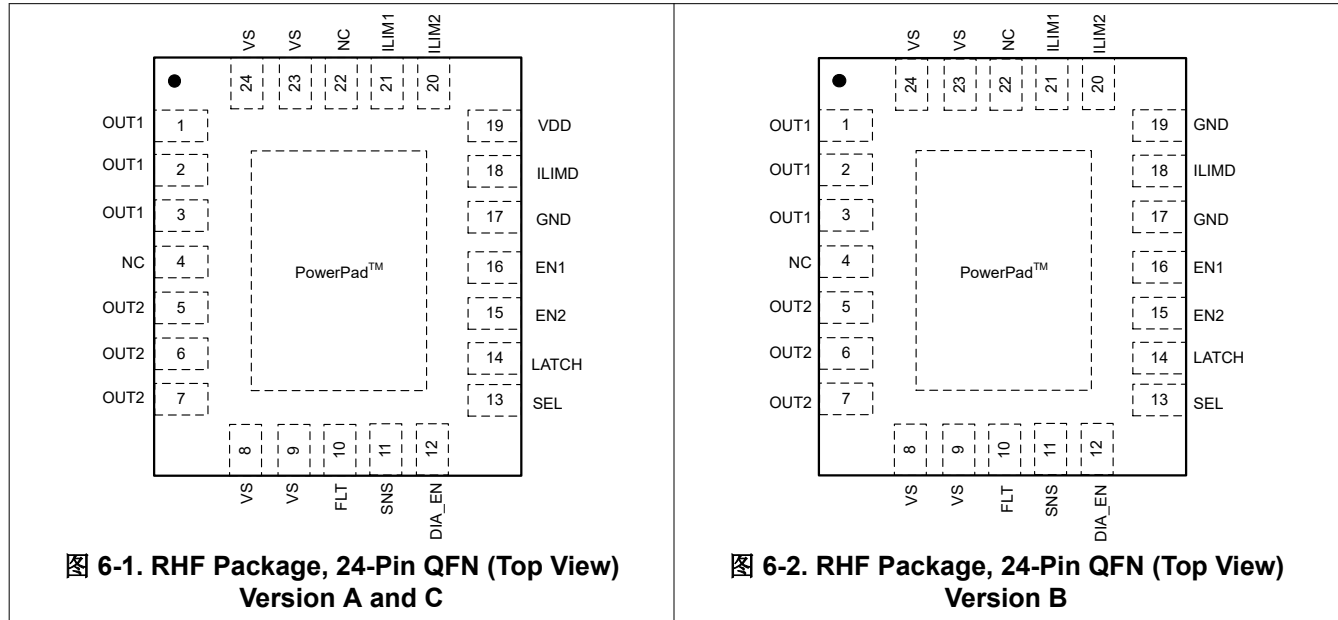 VS VS NC ILIM1 ILIM2
24 23 22 21 20
OUT1 1 19 VDD
OUT1 2 18 ILIMD
OUT1 3 17 GND
NC 4 16 EN1
OUT2 5 15 EN2
OUT2 6 14 LATCH
OUT2 7 13 SEL
PowerPad™
8 9 10 11 12
VS VS FLT SNS DIA_EN
图 6-1. RHF Package, 24-Pin QFN (Top View)
Version A and C
VS VS NC ILIM1 ILIM2
24 23 22 21 20
OUT1 1 19 GND
OUT1 2 18 ILIMD
OUT1 3 17 GND
NC 4 16 EN1
OUT2 5 15 EN2
OUT2 6 14 LATCH
OUT2 7 13 SEL
PowerPad™
8 9 10 11 12
VS VS FLT SNS DIA_EN
图 6-2. RHF Package, 24-Pin QFN (Top View)
Version B